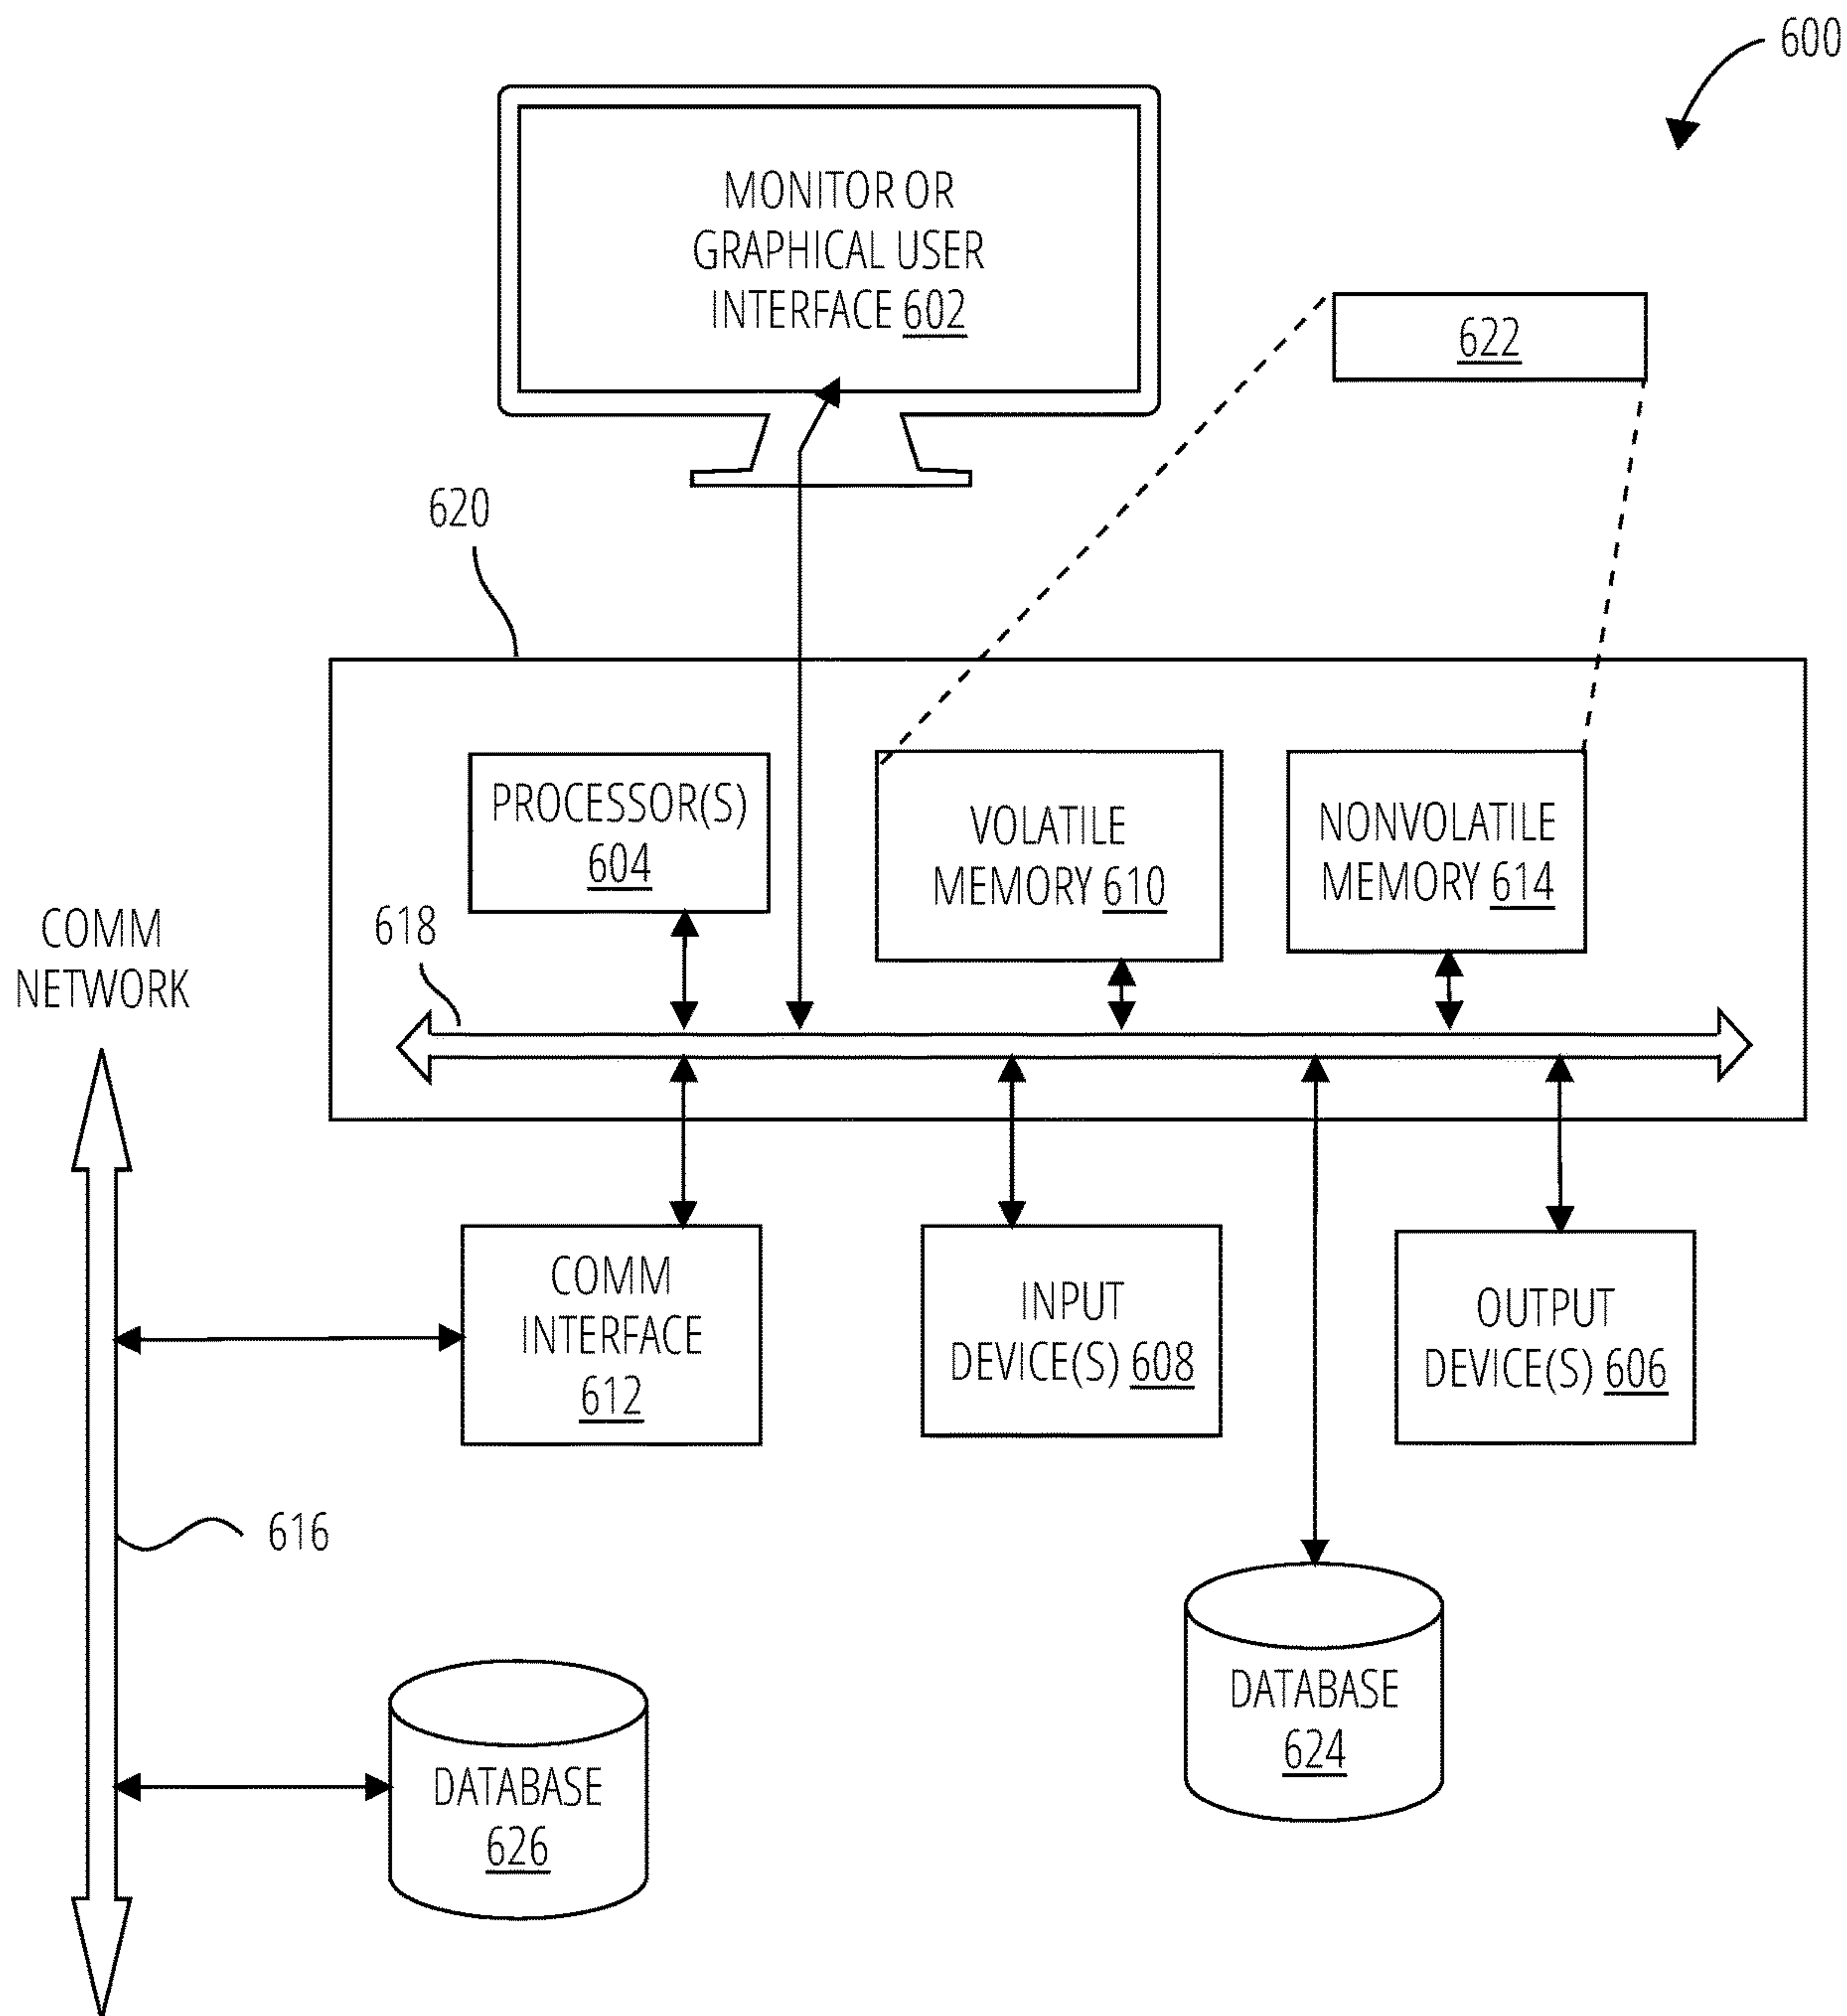 600
MONITOR OR
GRAPHICAL USER
INTERFACE 602
622
620
PROCESSOR(S)
604
VOLATILE
MEMORY 610
NONVOLATILE
MEMORY 614
618
COMM
NETWORK
COMM
INTERFACE
612
INPUT
DEVICE(S) 608
OUTPUT
DEVICE(S) 606
616
DATABASE
624
DATABASE
626